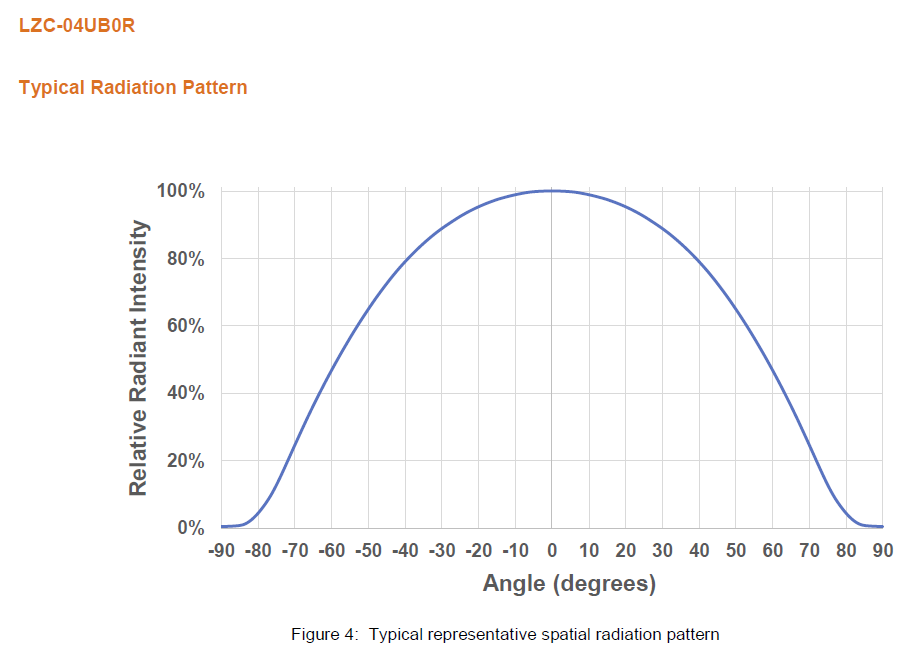 LZC-04UB0R
Typical Radiation Pattern
Relative Radiant Intensity
100%
80%
60%
40%
20%
0%
-90 -80 -70 -60 -50 -40 -30 -20 -10 0 10 20 30 40 50 60 70 80 90
Angle (degrees)
Figure 4: Typical representative spatial radiation pattern